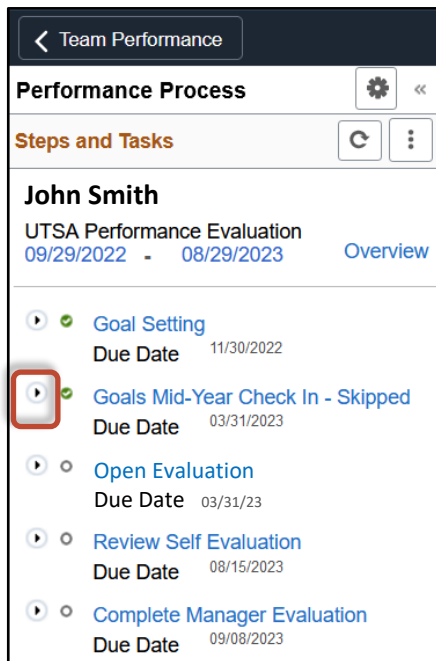 Team Performance
Performance Process
Steps and Tasks
John Smith
UTSA Performance Evaluation
09/29/2022 - 08/29/2023 Overview
Goal Setting
Due Date 11/30/2022
Goals Mid-Year Check In - Skipped
Due Date 03/31/2023
Open Evaluation
Due Date 03/31/23
Review Self Evaluation
Due Date 08/15/2023
Complete Manager Evaluation
Due Date 09/08/2023